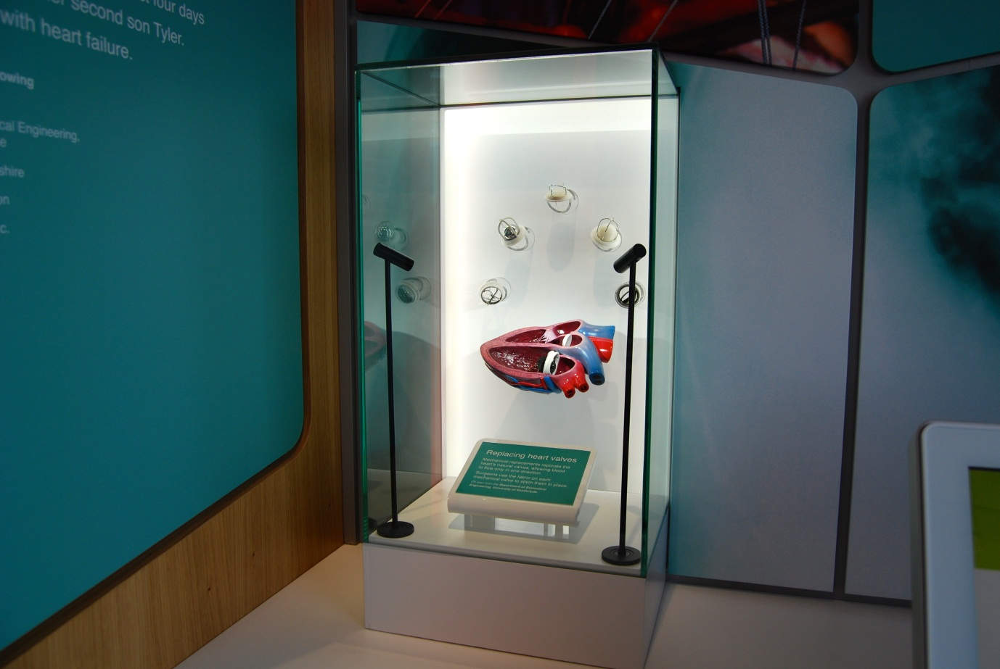 four days
second son Tyler.
with heart failure.
owing
cal Engineering,
e
shire
on
c.
Replacing heart valves
Mechanical replacements replicate the
heart's natural valves, allowing blood
to flow only in one direction.
Surgeons use the fabric on each
mechanical valve to stitch them in place.
On loan from the Department of Biomedical
Engineering, University of Strathclyde.